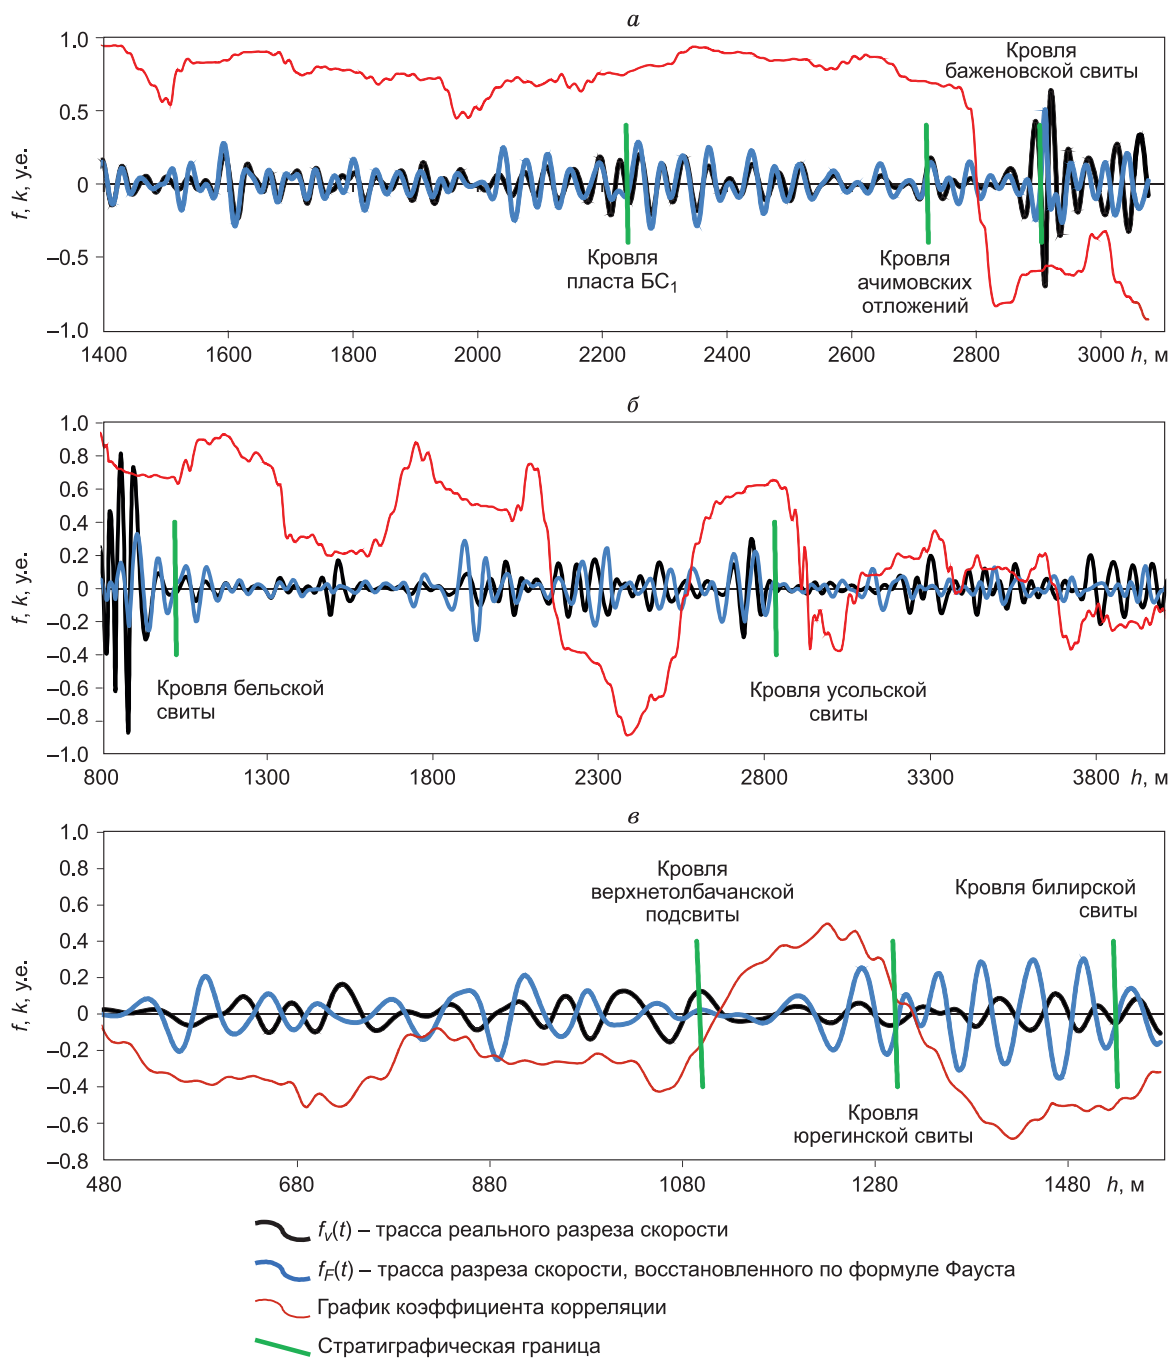 а
1.0
Кровля
баженовской свиты
0.5
f, k, у.е.
0
Кровля
пласта БС1
Кровля
ачимовских
отложений
–0.5
–1.0
1400 1600 1800 2000 2200 2400 2600 2800 3000 h, м
б
1.0
0.8
0.6
0.4
0.2
f, k, у.е.
0
–0.2
–0.4
–0.6
–0.8
–1.0
Кровля бельской
свиты
Кровля усольской
свиты
800 1300 1800 2300 2800 3300 3800 h, м
в
1.0
0.8
0.6
0.4
0.2
f, k, у.е.
0
–0.2
–0.4
–0.6
–0.8
Кровля
верхнетолбачанской
подсвиты
Кровля билирской
свиты
Кровля
юрегинской свиты
480 680 880 1080 1280 1480 h, м
fv(t) – трасса реального разреза скорости
fF(t) – трасса разреза скорости, восстановленного по формуле Фауста
График коэффициента корреляции
Стратиграфическая граница